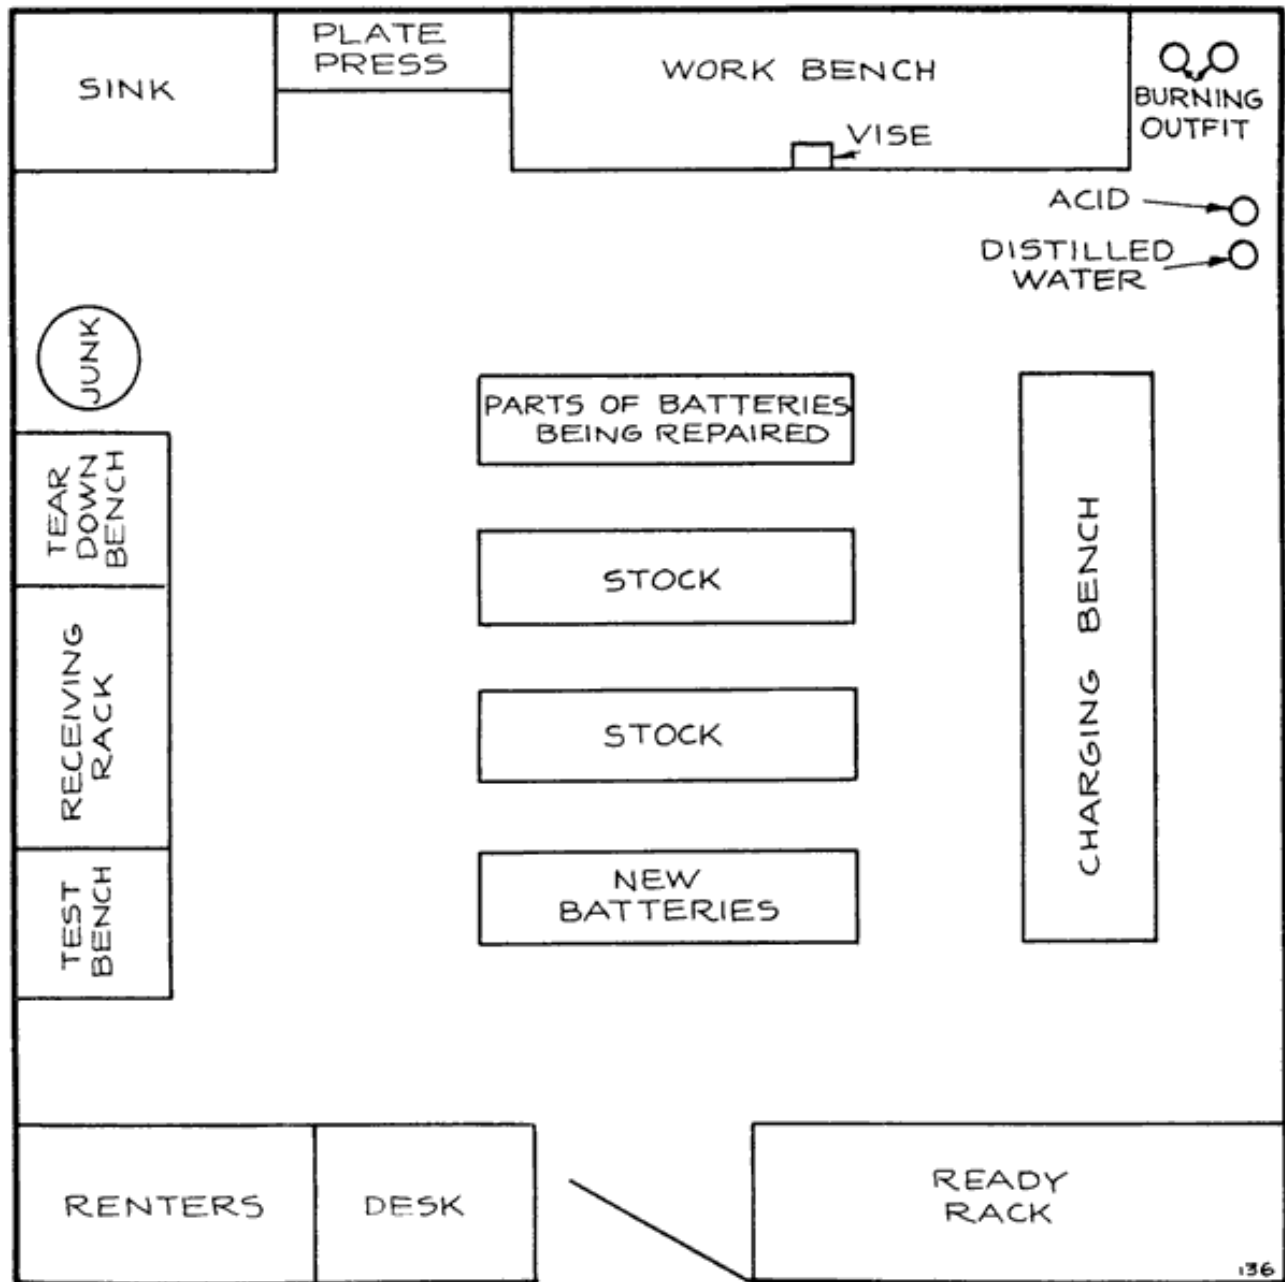 SINK
PLATE
PRESS
WORK BENCH
VISE
BURNING
OUTFIT
ACID
DISTILLED
WATER
JUNK
PARTS OF BATTERIES
BEING REPAIRED
TEAR
DOWN
BENCH
STOCK
RECEIVING
RACK
STOCK
CHARGING BENCH
TEST
BENCH
NEW
BATTERIES
RENTERS
DESK
READY
RACK
136